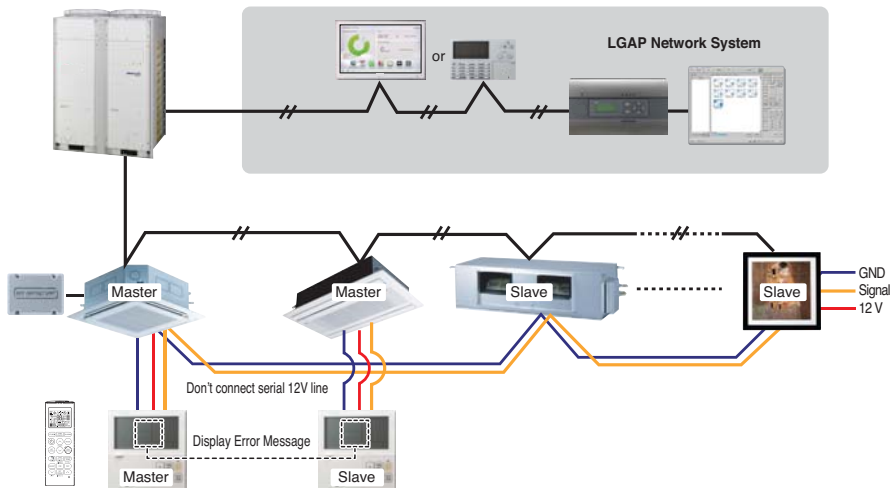 LGAP Network System
or
Master
Master
Slave
Slave
GND
Signal
12 V
Don't connect serial 12V line
Display Error Message
Master
Slave